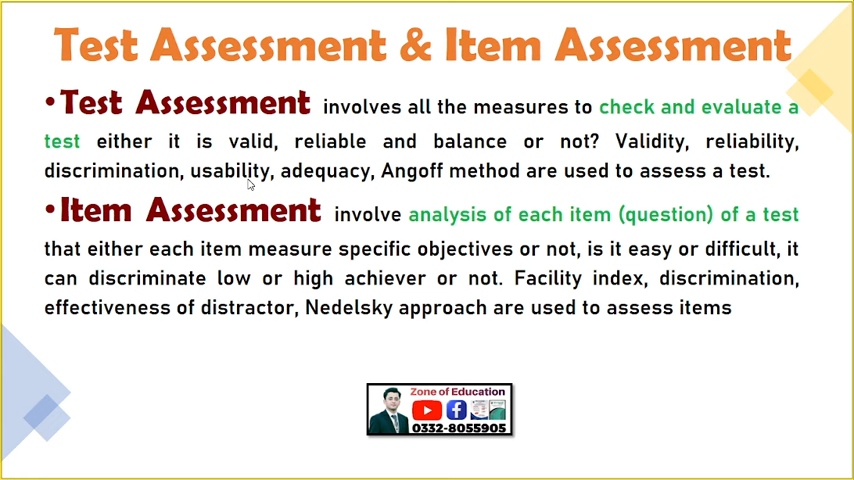 Test Assessment & Item Assessment
•Test Assessment involves all the measures to check and evaluate a
test either it is valid, reliable and balance or not? Validity, reliability,
discrimination, usability, adequacy, Angoff method are used to assess a test.
•Item Assessment involve analysis of each item (question) of a test
that either each item measure specific objectives or not, is it easy or difficult, it
can discriminate low or high achiever or not. Facility index, discrimination,
effectiveness of distractor, Nedelsky approach are used to assess items
Zone of Education
0332-8055905